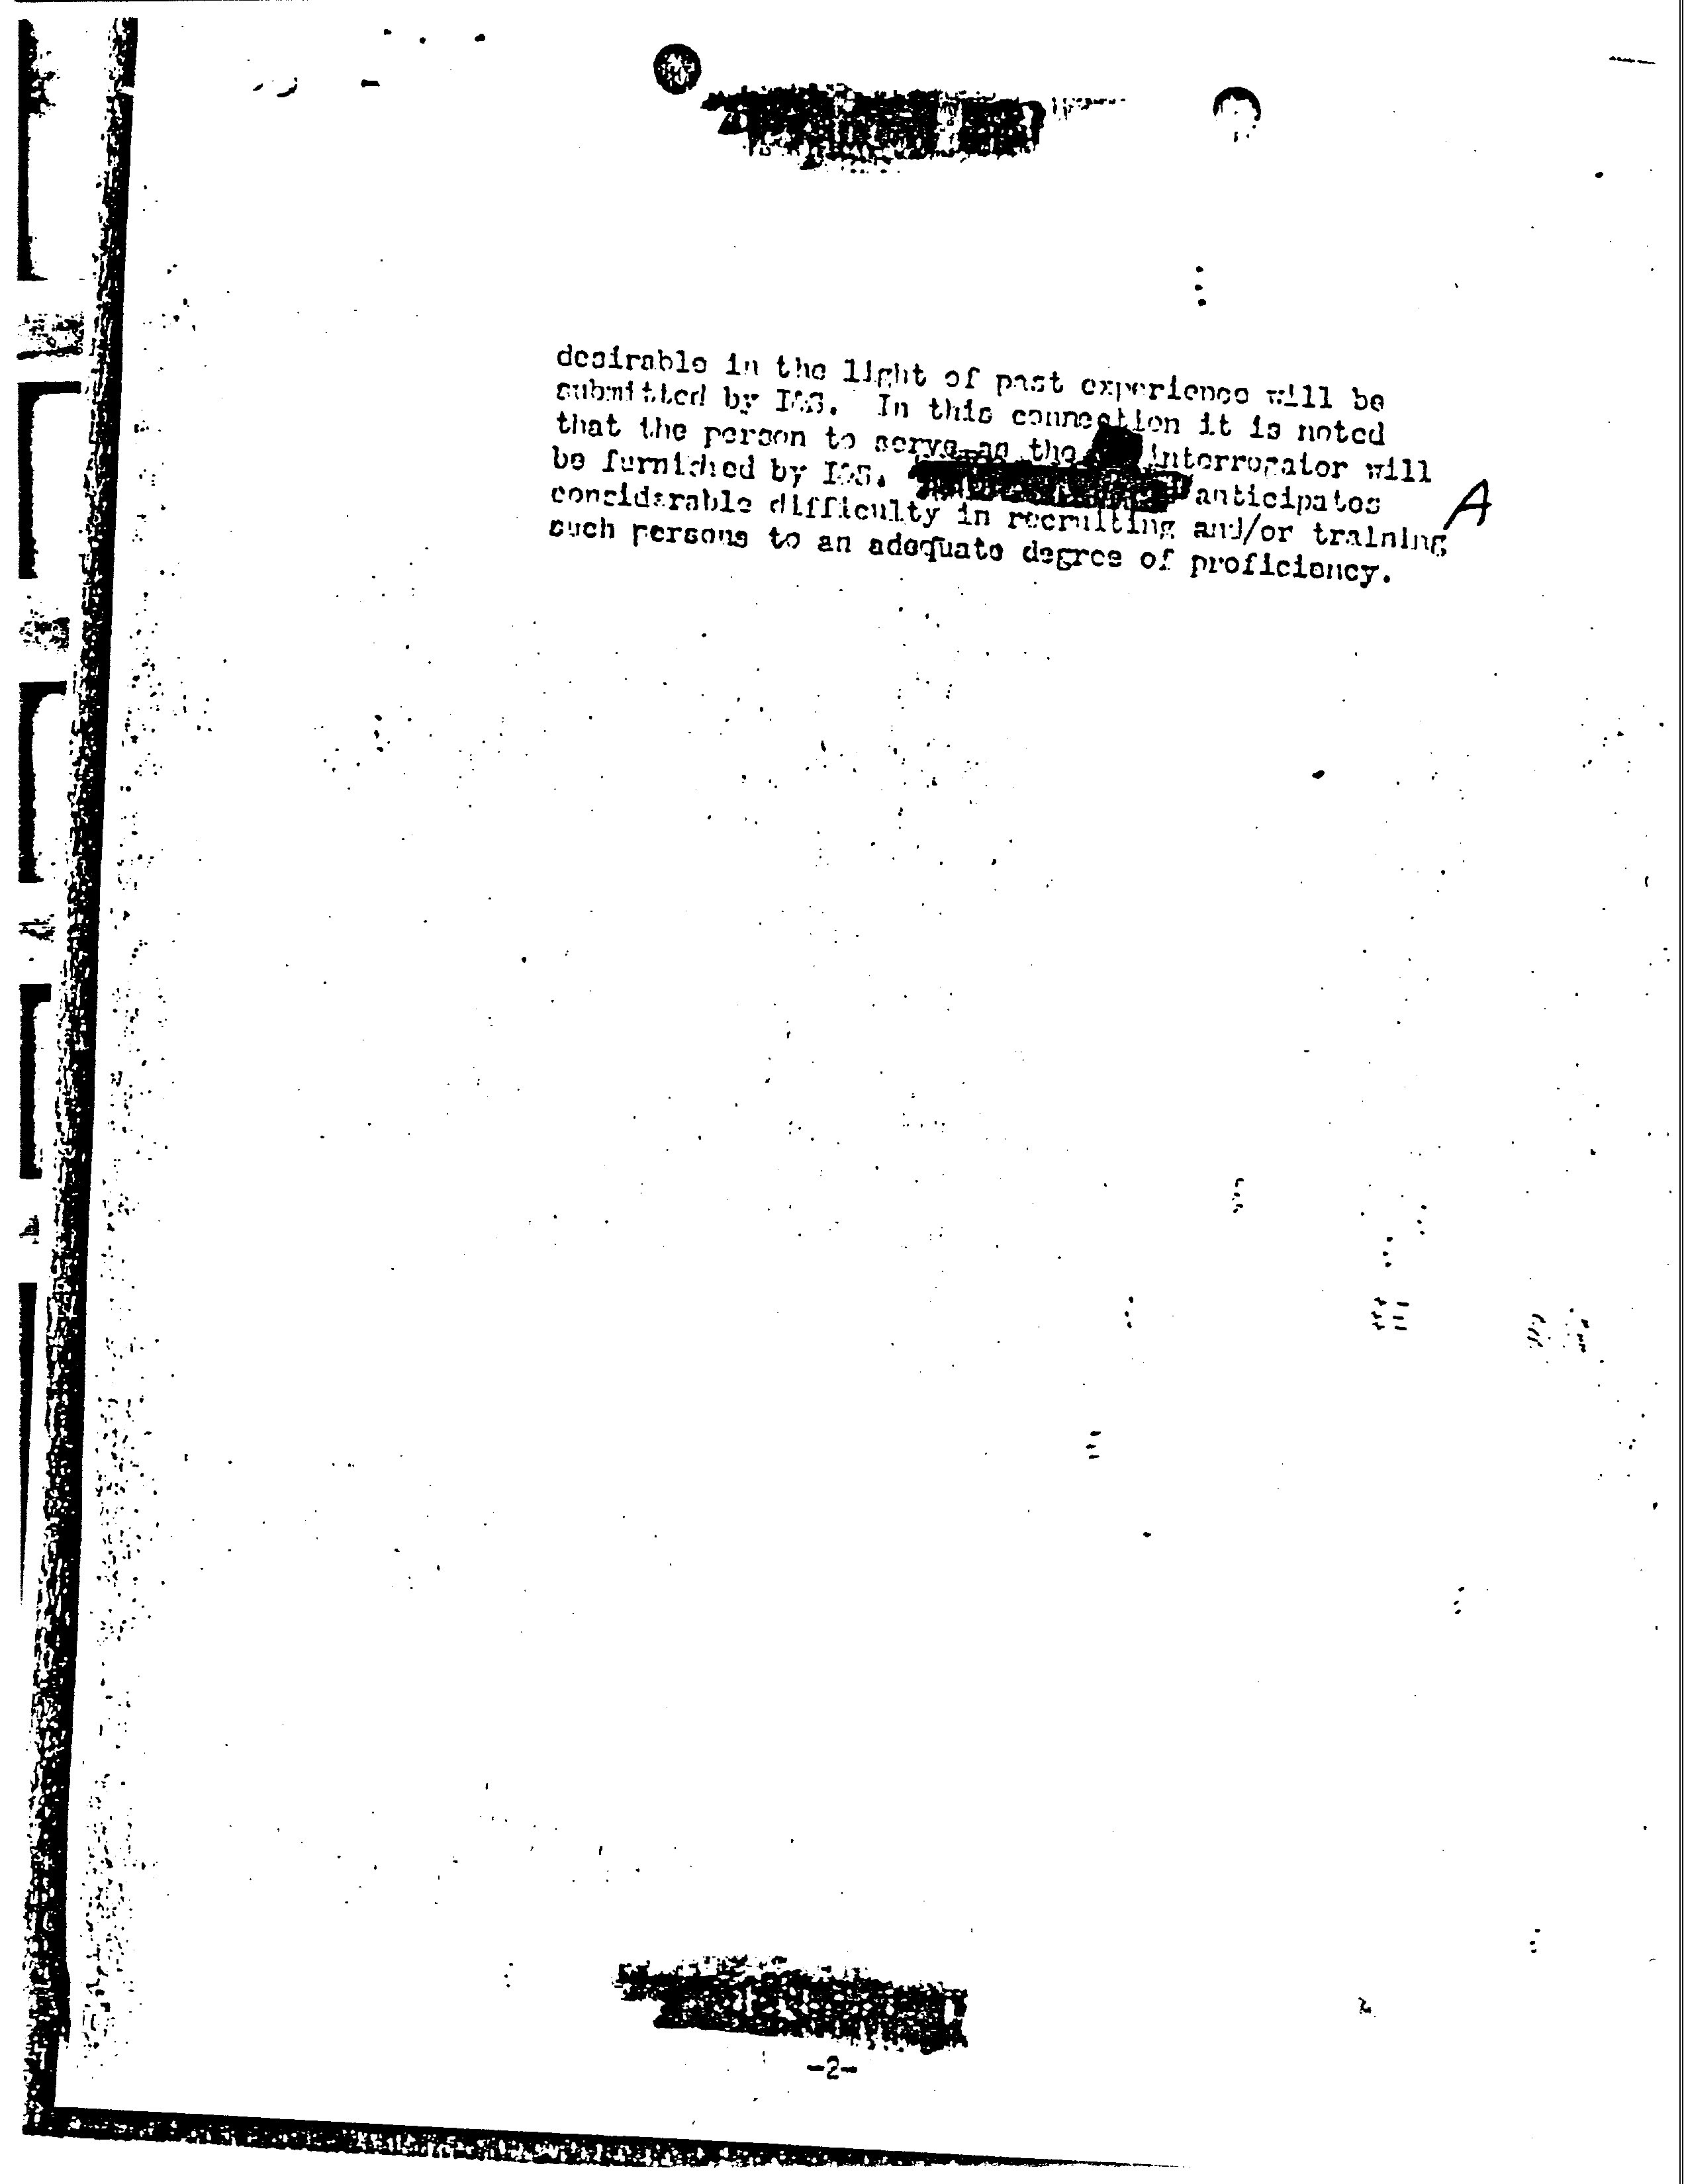 desirable in the light of past experience will be
submitted by I&S. In this connection it is noted
that the person to serve as the interrogator will
be furnished by I&S. anticipates
considerable difficulty in recruiting and/or training
such persons to an adequate degree of proficiency.
A
-2-